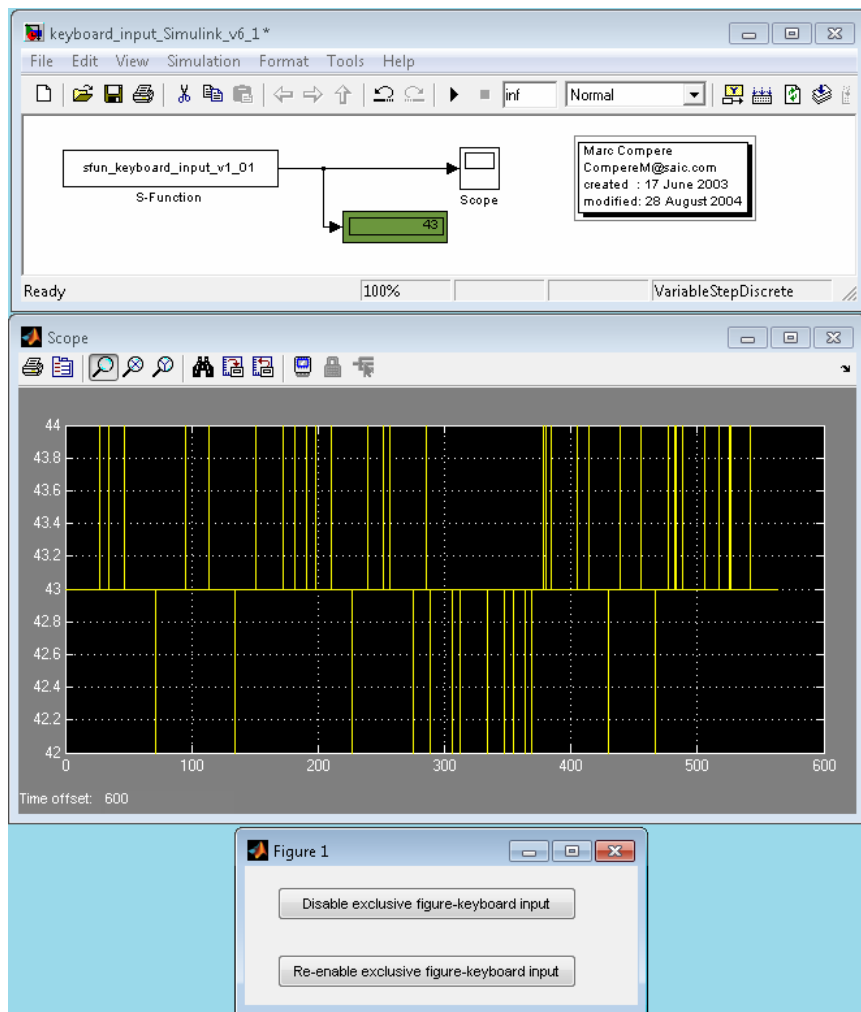 keyboard_input_Simulink_v6_1*
File Edit View Simulation Format Tools Help
inf Normal
sfun_keyboard_input_v1_01
S-Function
43
Scope
Marc Compere
CompereM@saic.com
created : 17 June 2003
modified: 28 August 2004
Ready 100% VariableStepDiscrete
Scope
44
43.8
43.6
43.4
43.2
43
42.8
42.6
42.4
42.2
42
0 100 200 300 400 500 600
Time offset: 600
Figure 1
Disable exclusive figure-keyboard input
Re-enable exclusive figure-keyboard input